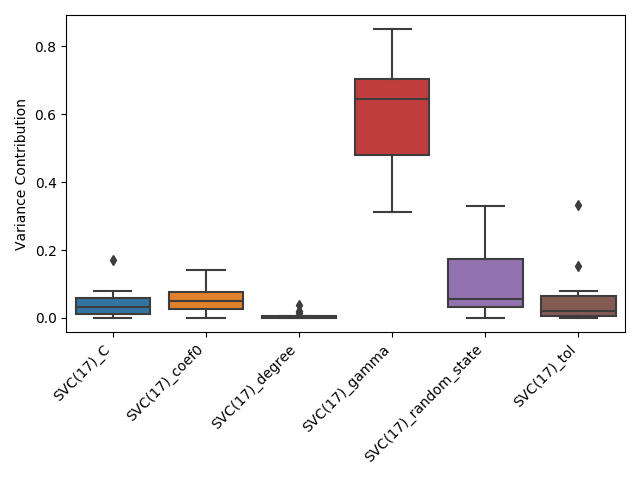 Variance Contribution
0.8
0.6
0.4
0.2
0.0
SVC(17)_C
SVC(17)_coef0
SVC(17)_degree
SVC(17)_gamma
SVC(17)_random_state
SVC(17)_tol